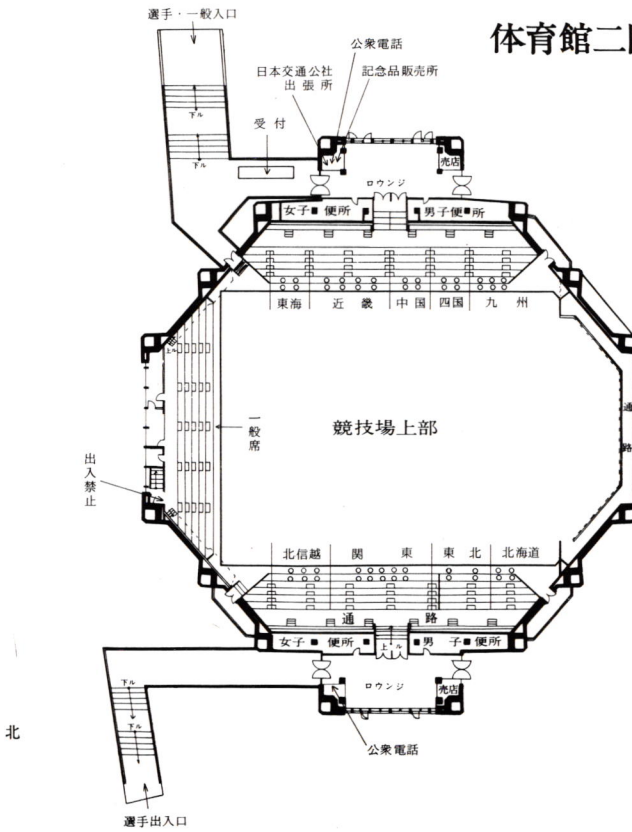 体育館二
選手・一般入口
公衆電話
日本交通公社
出張所
記念品販売所
下ル
受付
下ル
売店
ロウンジ
女子便所
男子便所
東海
近畿
中国
四国
九州
上ル
通路
一般席
競技場上部
出入禁止
北信越
関東
東北
北海道
通路
女子便所
上ル
男子便所
下ル
ロウンジ
売店
下ル
北
公衆電話
選手出入口